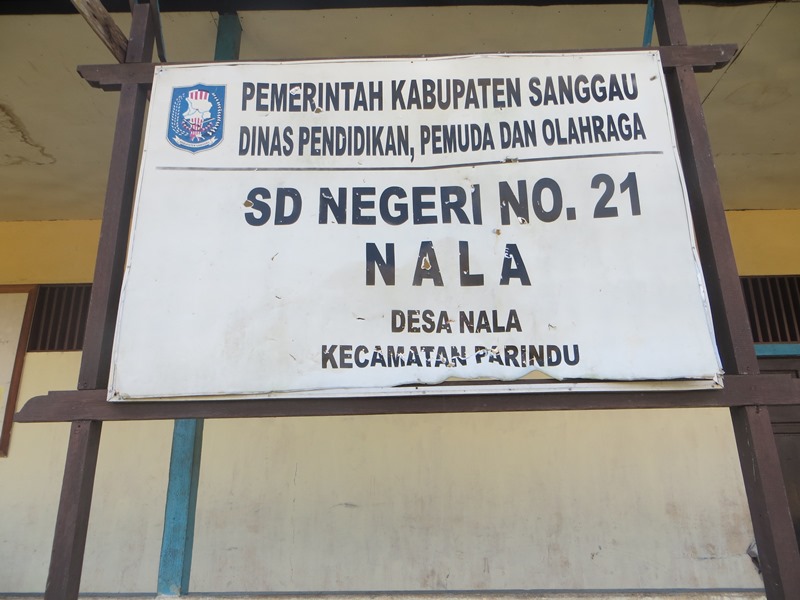 PEMERINTAH KABUPATEN SANGGAU
DINAS PENDIDIKAN, PEMUDA DAN OLAHRAGA
SD NEGERI NO. 21
NALA
DESA NALA
KECAMATAN PARINDU